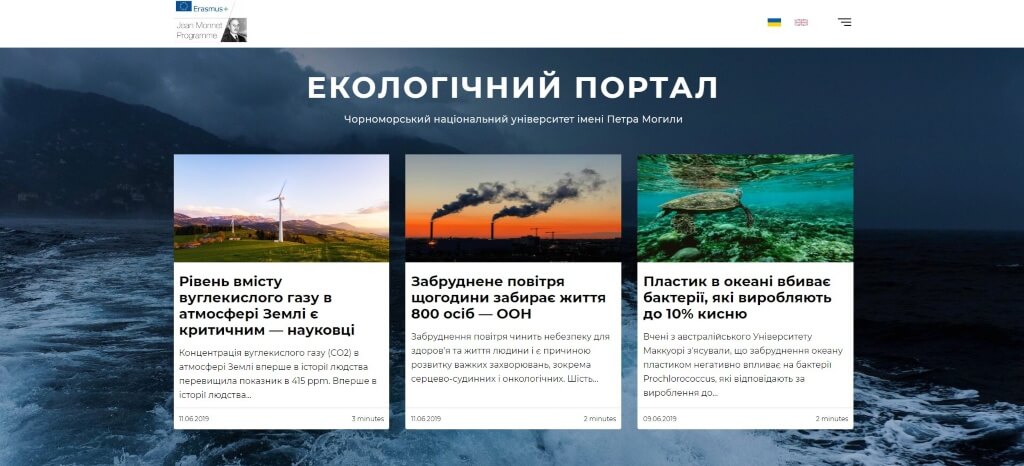 Erasmus+
Jean Monnet
Programme
ЕКОЛОГІЧНИЙ ПОРТАЛ
Чорноморський національний університет імені Петра Могили
Рівень вмісту
вуглекислого газу в
атмосфері Землі є
критичним — науковці
Концентрація вуглекислого газу (СО2) в
атмосфері Землі вперше в історії людства
перевищила показник в 415 ppm. Вперше в
історії людства...
11.06.2019
3 minutes
Забруднене повітря
щогодини забирає життя
800 осіб — ООН
Забруднення повітря чинить небезпеку для
здоров'я та життя людини і є причиною
розвитку важких захворювань, зокрема
серцево-судинних і онкологічних. Шість...
11.06.2019
2 minutes
Пластик в океані вбиває
бактерії, які виробляють
до 10% кисню
Вчені з австралійського Університету
Маккуорі з'ясували, що забруднення океану
пластиком негативно впливає на бактерії
Prochlorococcus, які відповідають за
вироблення до...
09.06.2019
2 minutes